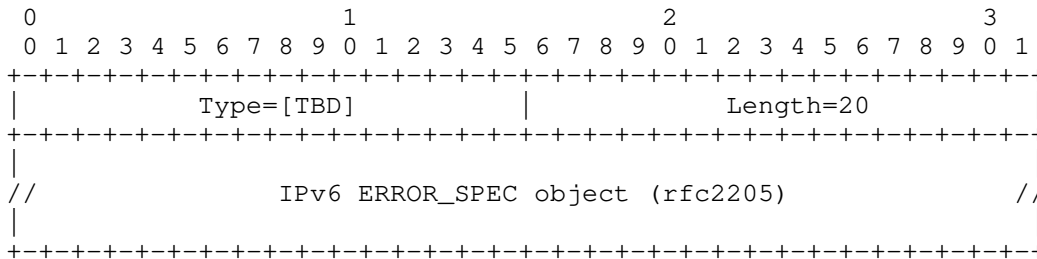 0                   1                   2                   3
 0 1 2 3 4 5 6 7 8 9 0 1 2 3 4 5 6 7 8 9 0 1 2 3 4 5 6 7 8 9 0 1
+-+-+-+-+-+-+-+-+-+-+-+-+-+-+-+-+-+-+-+-+-+-+-+-+-+-+-+-+-+-+-+--
|           Type=[TBD]          |            Length=20
+-+-+-+-+-+-+-+-+-+-+-+-+-+-+-+-+-+-+-+-+-+-+-+-+-+-+-+-+-+-+-+--
|
//               IPv6 ERROR_SPEC object (rfc2205)              //
|
+-+-+-+-+-+-+-+-+-+-+-+-+-+-+-+-+-+-+-+-+-+-+-+-+-+-+-+-+-+-+-+--